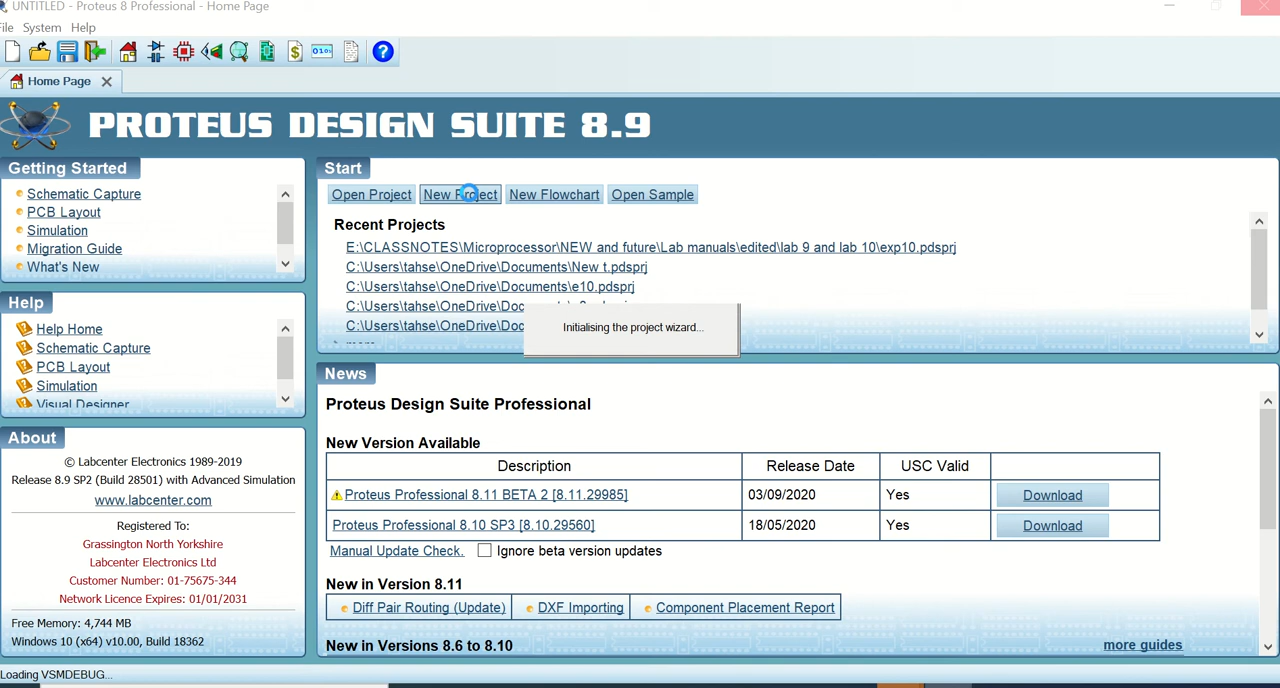 UNTITLED - Proteus 8 Professional - Home Page
File System Help
Home Page
PROTEUS DESIGN SUITE 8.9
Getting Started
Schematic Capture
PCB Layout
Simulation
Migration Guide
What's New
Help
Help Home
Schematic Capture
PCB Layout
Simulation
Visual Designer
About
© Labcenter Electronics 1989-2019
Release 8.9 SP2 (Build 28501) with Advanced Simulation
www.labcenter.com
Registered To:
Grassington North Yorkshire
Labcenter Electronics Ltd
Customer Number: 01-75675-344
Network Licence Expires: 01/01/2031
Free Memory: 4,744 MB
Windows 10 (x64) v10.00, Build 18362
Start
Open Project New Project New Flowchart Open Sample
Recent Projects
E:\CLASSNOTES\Microprocessor\NEW and future\Lab manuals\edited\lab 9 and lab 10\exp10.pdsprj
C:\Users\tahse\OneDrive\Documents\New t.pdsprj
C:\Users\tahse\OneDrive\Documents\e10.pdsprj
C:\Users\tahse\OneDrive\Doc
C:\Users\tahse\OneDrive\Doc
Initialising the project wizard...
News
Proteus Design Suite Professional
New Version Available
Description Release Date USC Valid
Proteus Professional 8.11 BETA 2 [8.11.29985] 03/09/2020 Yes Download
Proteus Professional 8.10 SP3 [8.10.29560] 18/05/2020 Yes Download
Manual Update Check. Ignore beta version updates
New in Version 8.11
Diff Pair Routing (Update) DXF Importing Component Placement Report
New in Versions 8.6 to 8.10 more guides
Loading VSMDEBUG...